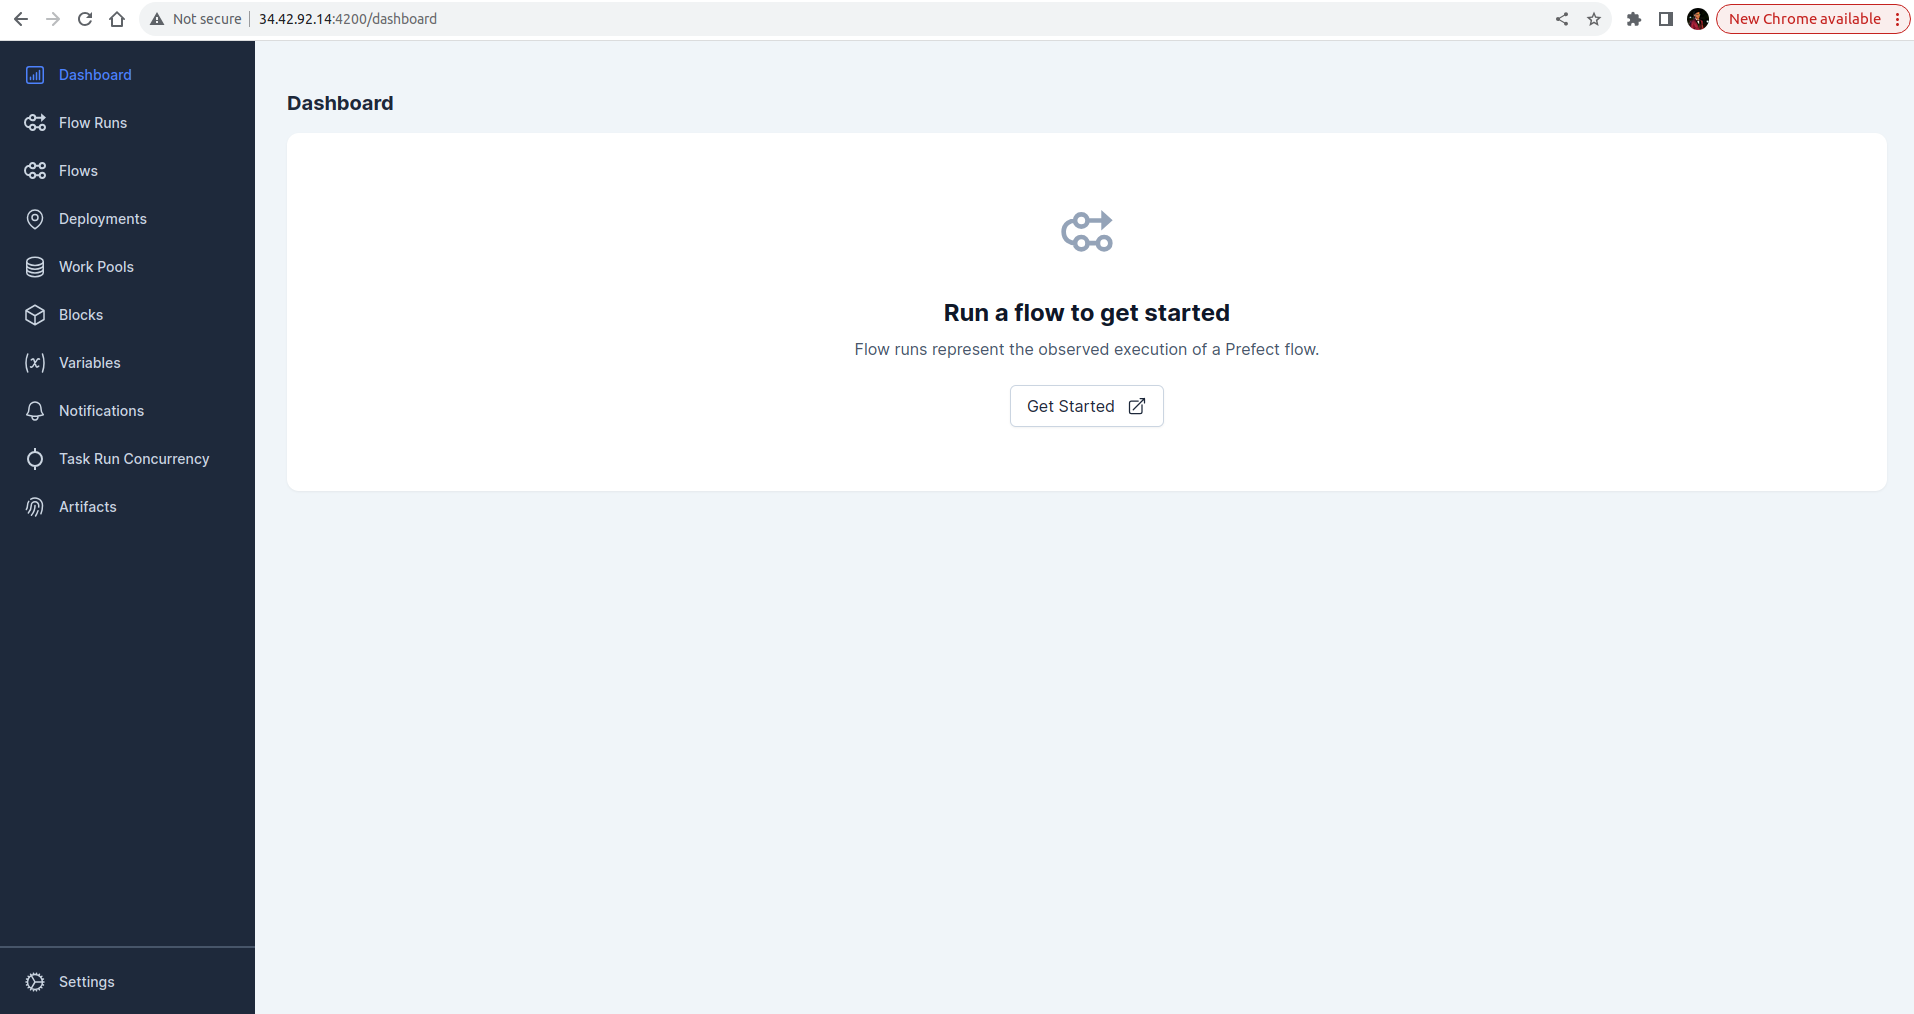 Not secure
34.42.92.14:4200/dashboard
New Chrome available
Dashboard
Flow Runs
Flows
Deployments
Work Pools
Blocks
(x) Variables
Notifications
Task Run Concurrency
Artifacts
Settings
Dashboard
Run a flow to get started
Flow runs represent the observed execution of a Prefect flow.
Get Started